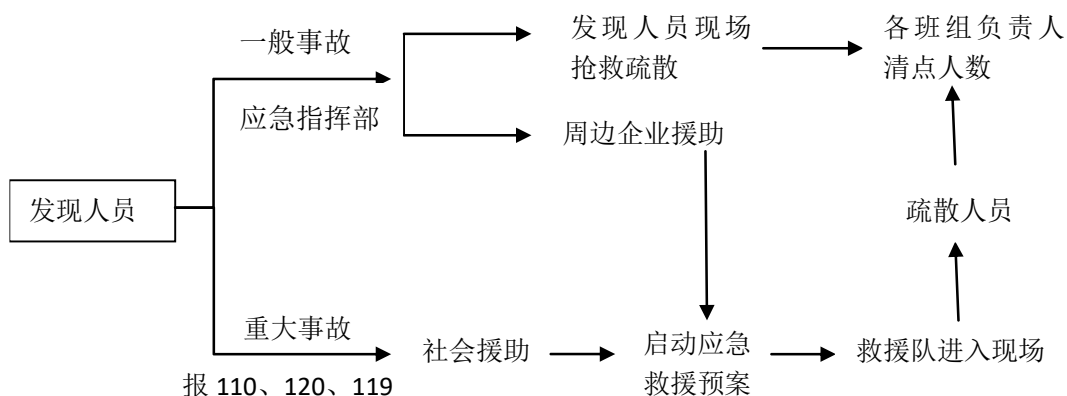 一般事故
应急指挥部
发现人员现场
抢救疏散
各班组负责人
清点人数
周边企业援助
发现人员
疏散人员
重大事故
报 110、120、119
社会援助
启动应急
救援预案
救援队进入现场